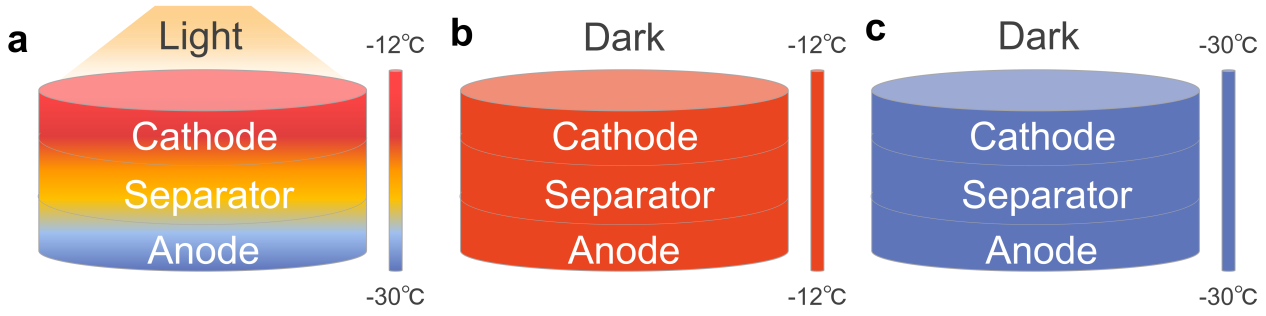 a
Light
-12℃
Cathode
Separator
Anode
-30℃
b
Dark
-12℃
Cathode
Separator
Anode
-12℃
c
Dark
-30℃
Cathode
Separator
Anode
-30℃